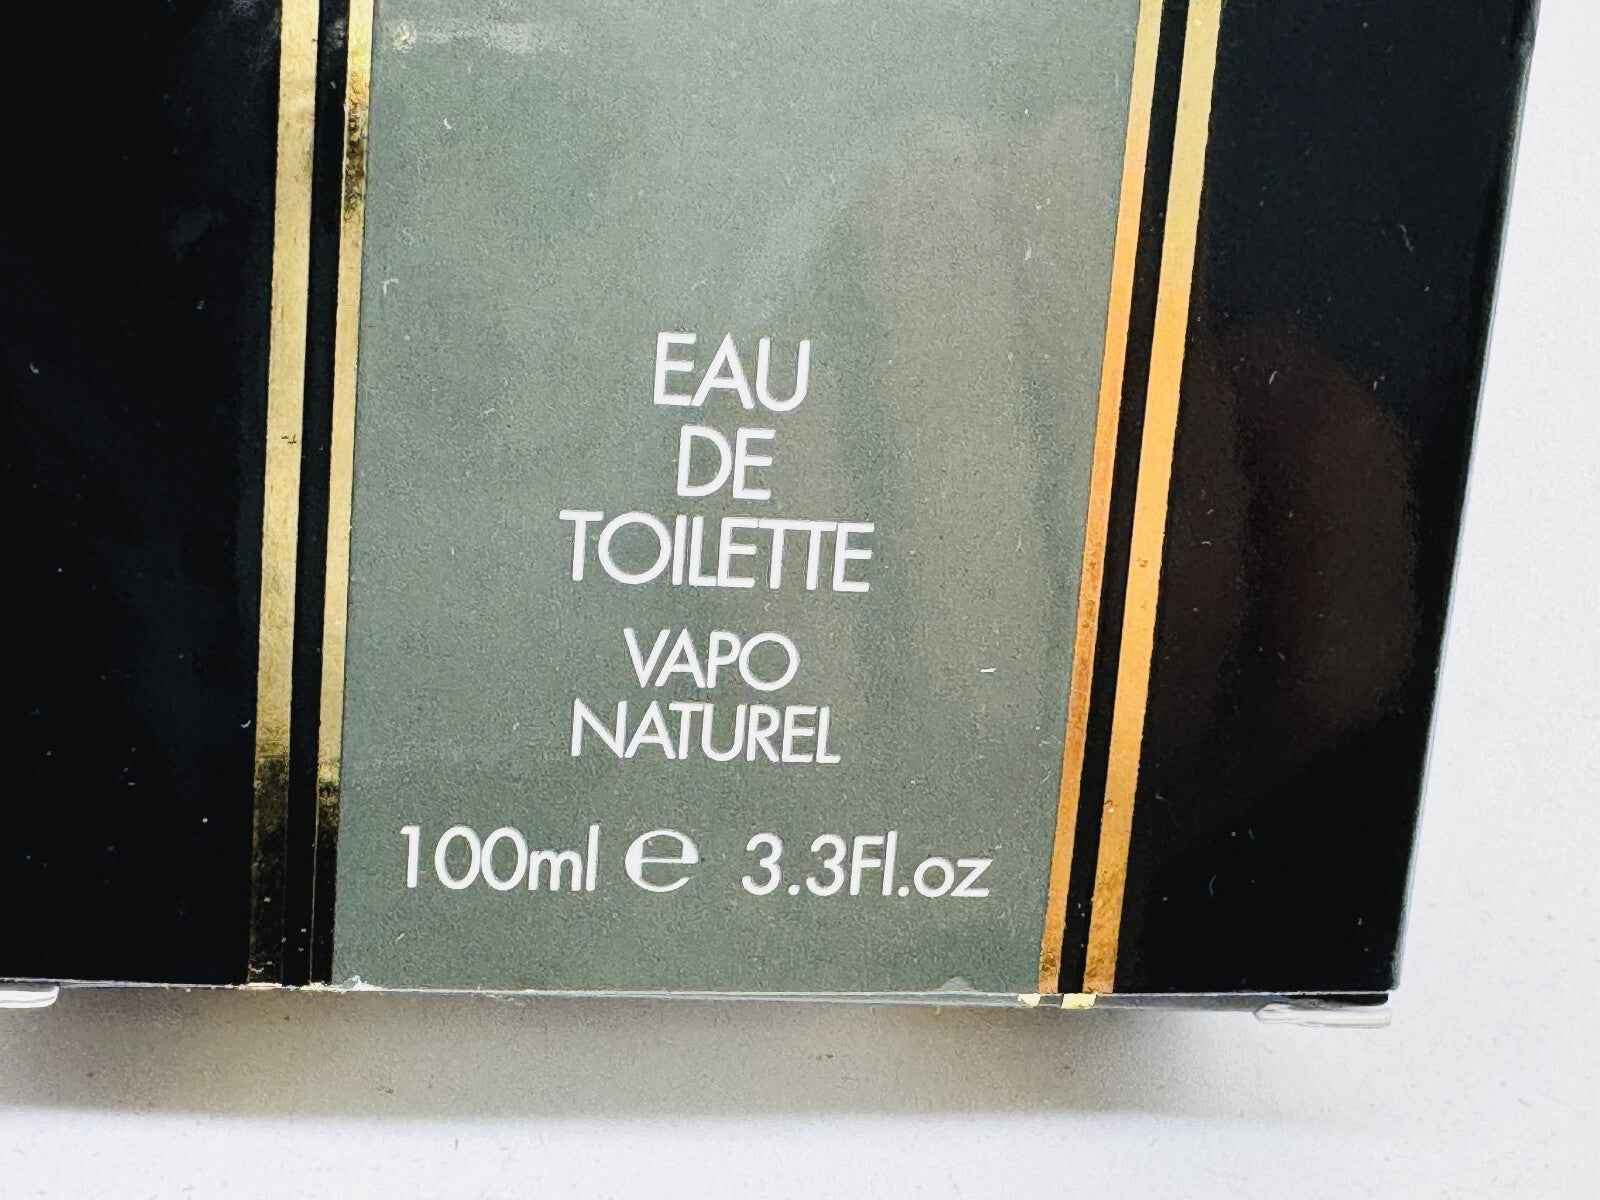 EAU
DE
TOILETTE
VAPO
NATUREL
100ml ℮ 3.3Fl.oz